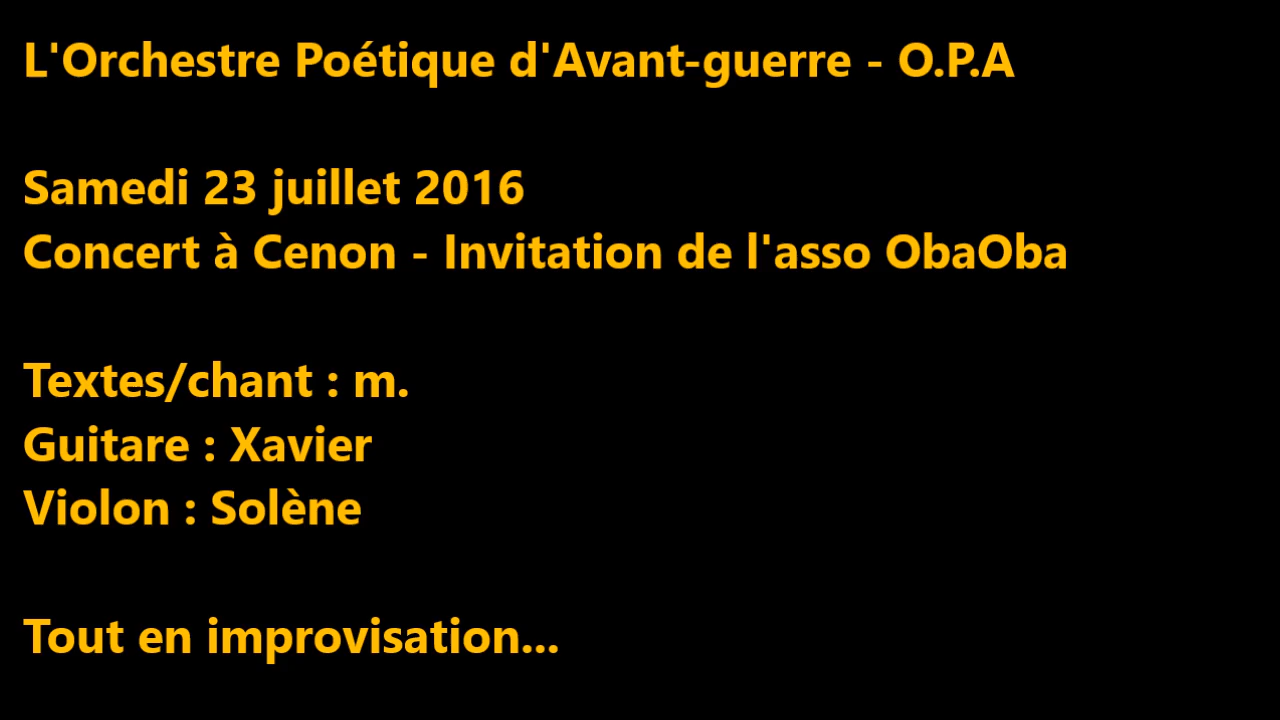 L'Orchestre Poétique d'Avant-guerre - O.P.A
Samedi 23 juillet 2016
Concert à Cenon - Invitation de l'asso ObaOba
Textes/chant : m.
Guitare : Xavier
Violon : Solène
Tout en improvisation...